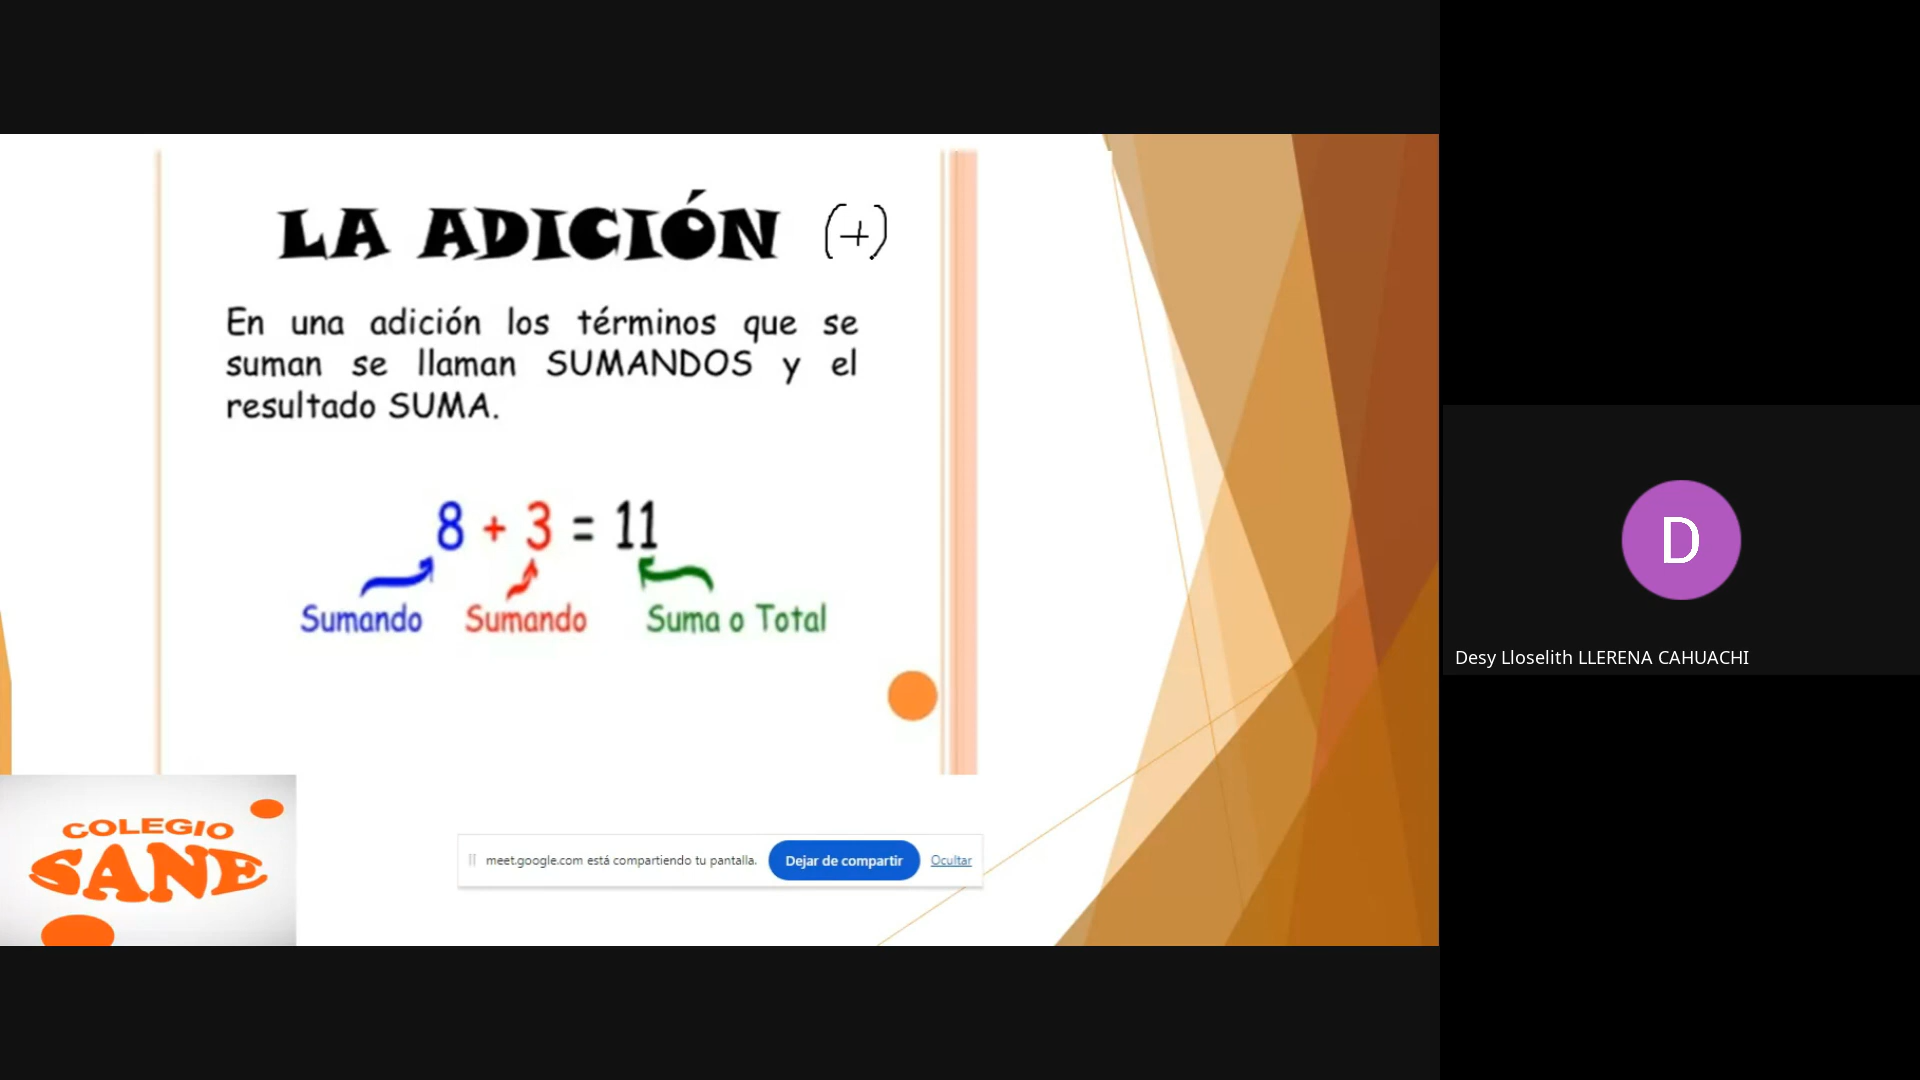 LA ADICIÓN (+)
En una adición los términos que se
suman se llaman SUMANDOS y el
resultado SUMA.
8 + 3 = 11
Sumando Sumando Suma o Total
COLEGIO
SANE
meet.google.com está compartiendo tu pantalla. Dejar de compartir Ocultar
D
Desy Lloselith LLERENA CAHUACHI